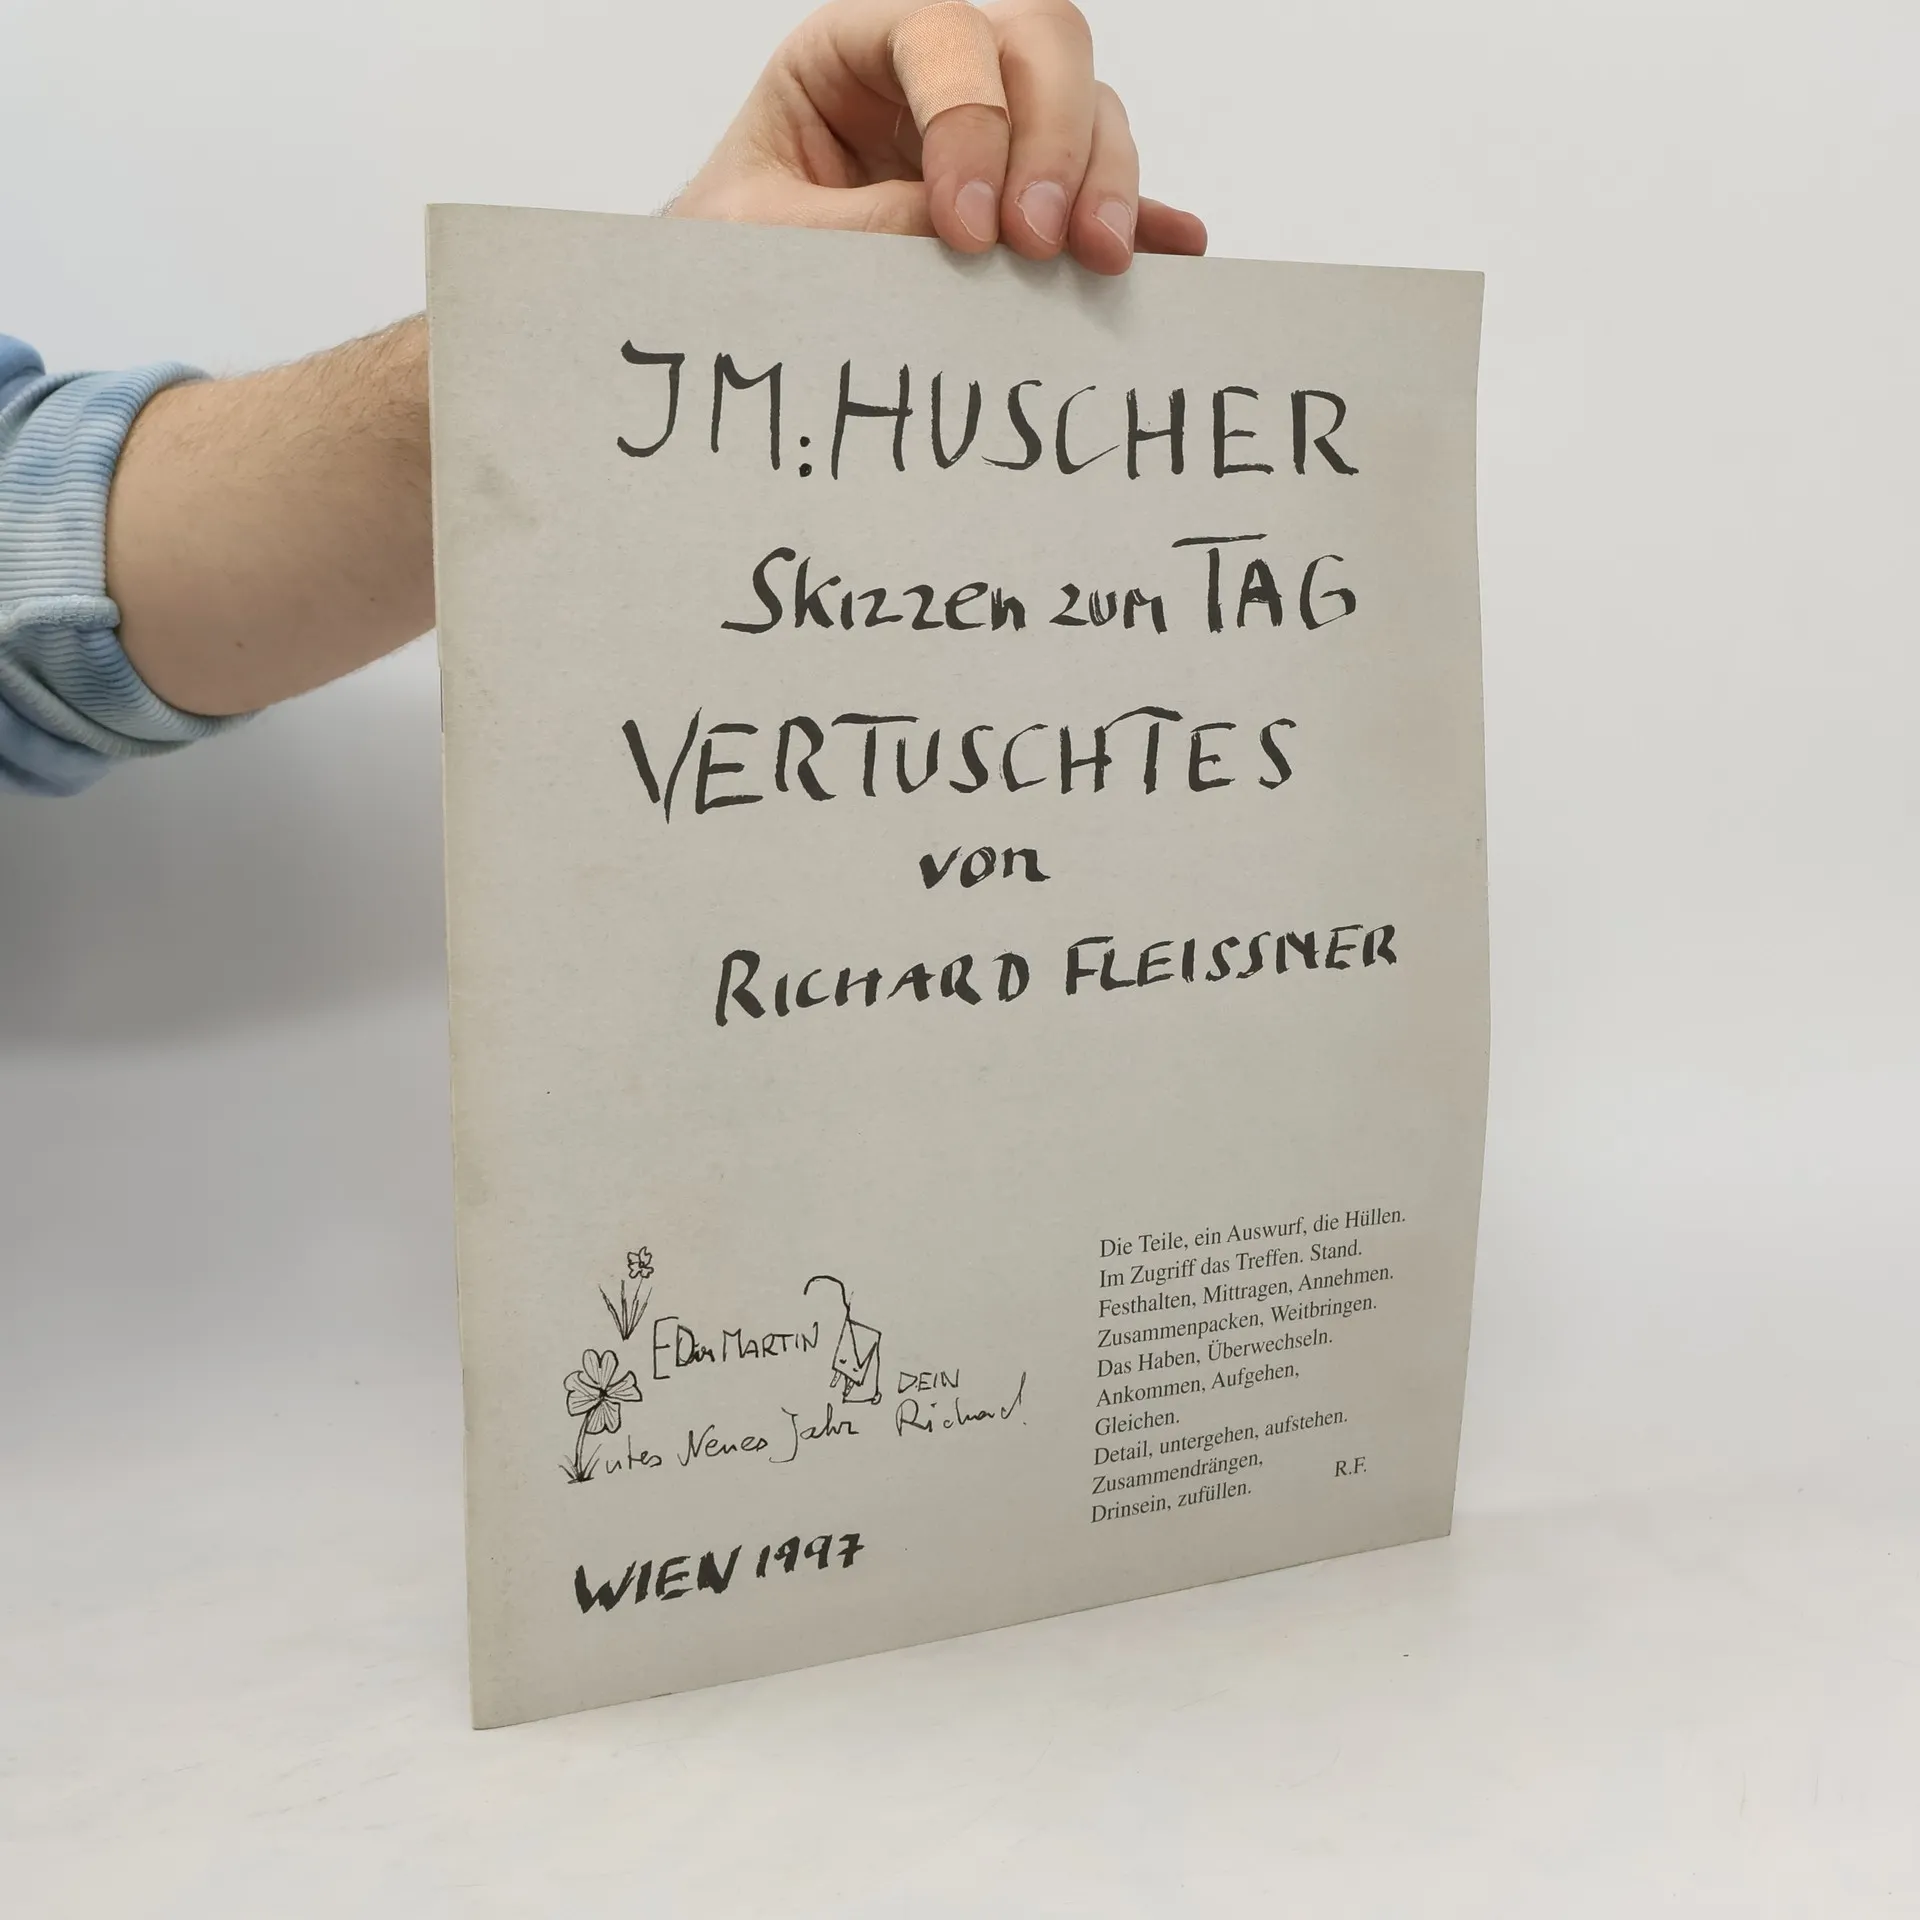 JM:HUSCHER
Skizzen zum TAG
VERTUSCHTES
von
RICHARD FLEISSNER
MARTIN
DEIN
Neues Jahr Richard!
WIEN 1997
Die Teile, ein Auswurf, die Hüllen.
Im Zugriff das Treffen. Stand.
Festhalten, Mittragen, Annehmen.
Zusammenpacken, Weitbringen.
Das Haben, Überwechseln.
Ankommen, Aufgehen,
Gleichen.
Detail, untergehen, aufstehen.
Zusammendrängen,
Drinsein, zufüllen.
R.F.